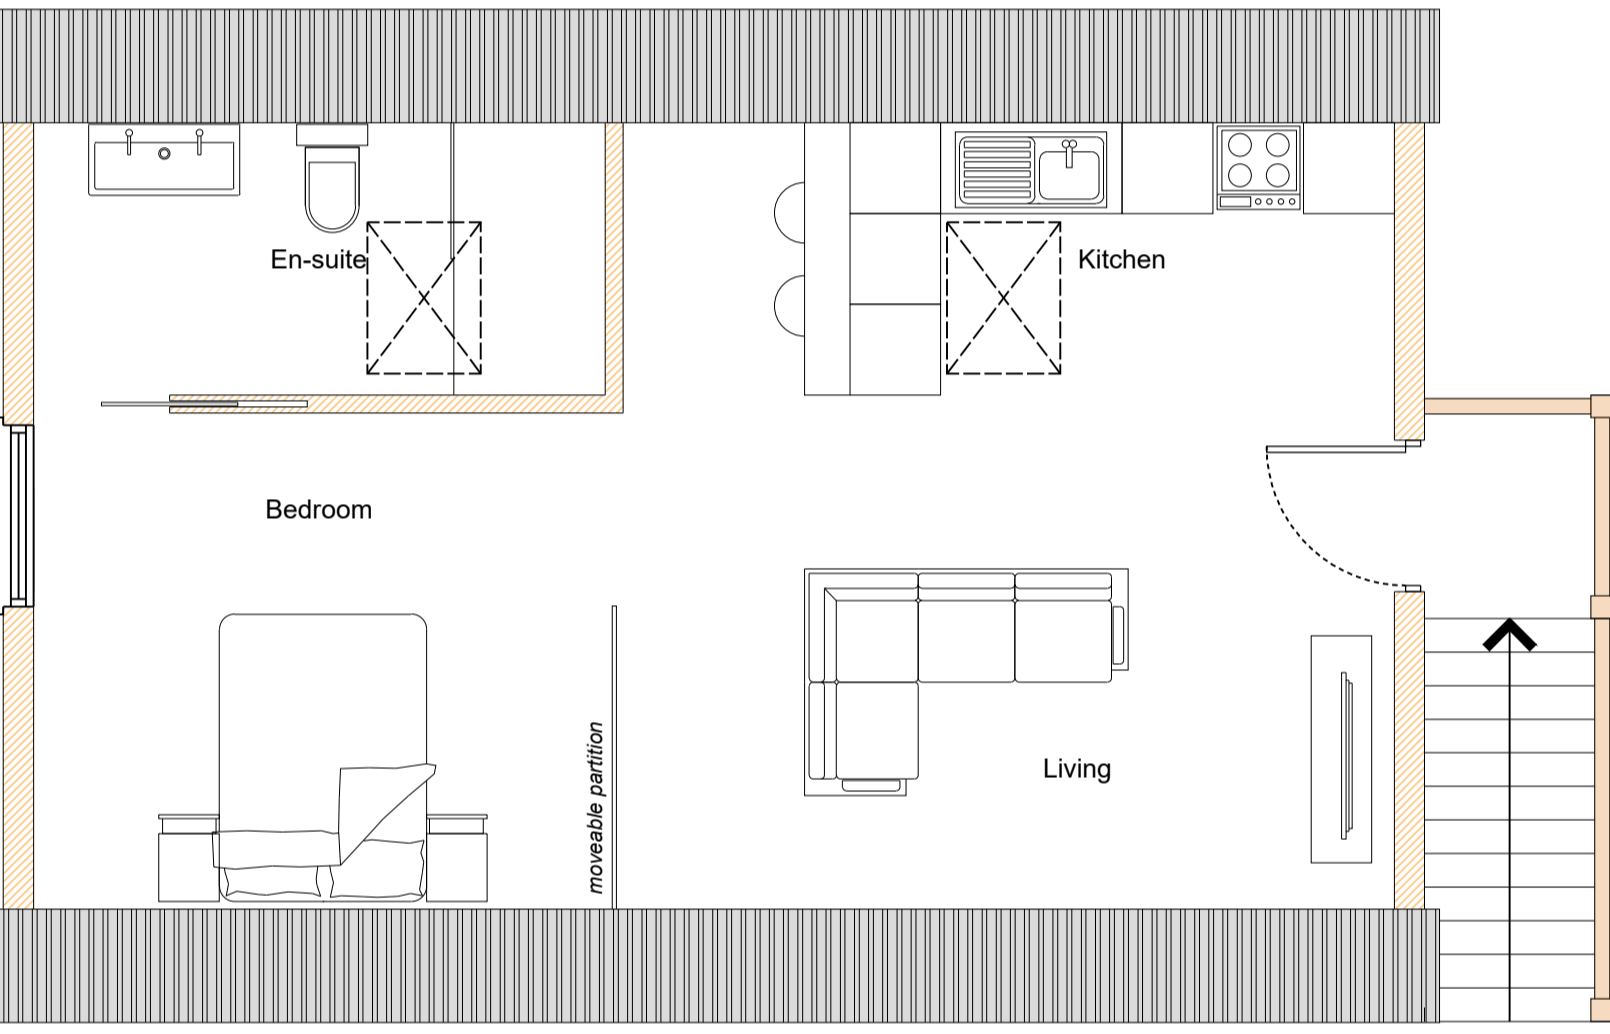 En-suite
Kitchen
Bedroom
moveable partition
Living